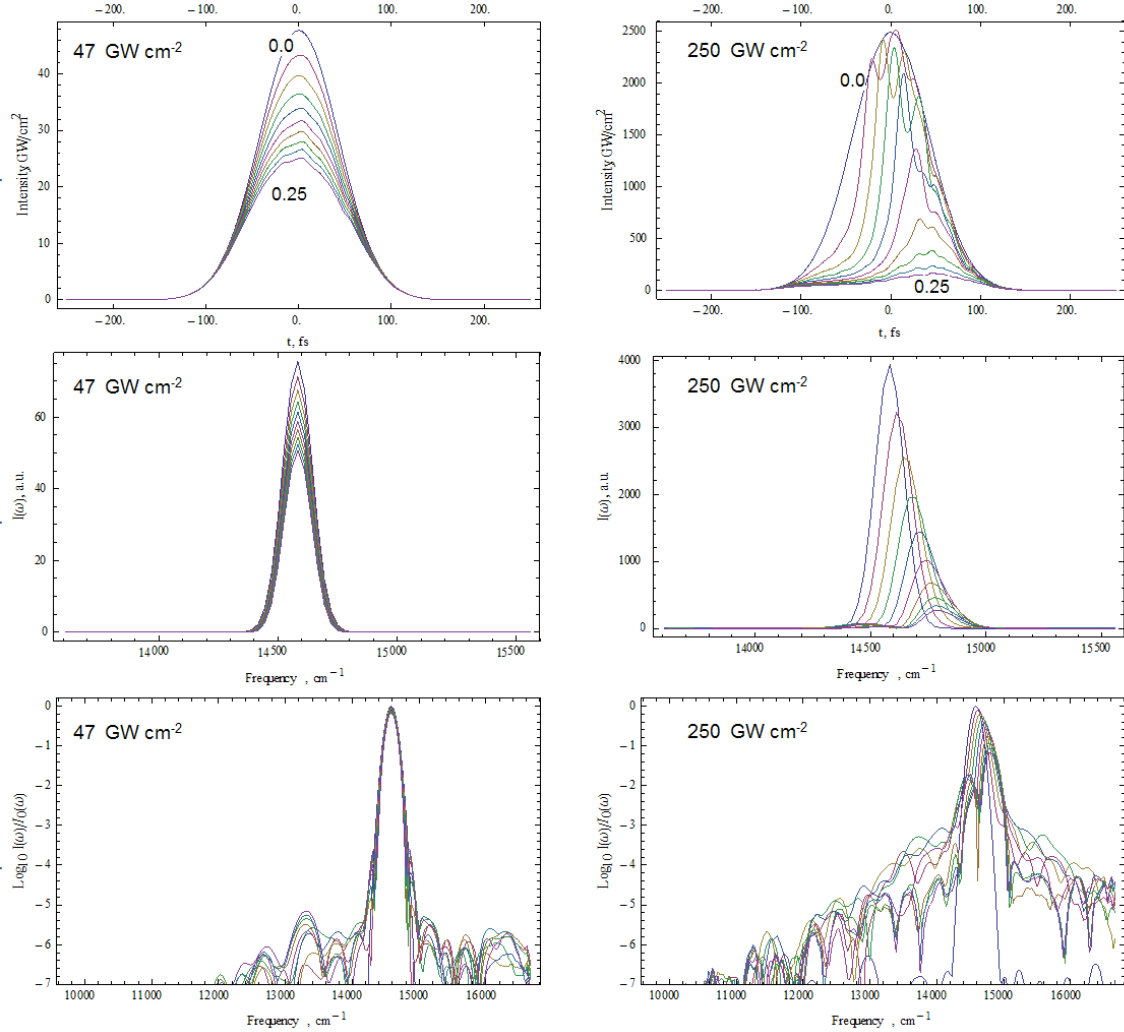 −200. −100. 0. 100. 200.
47 GW cm-2
0.0
0.25
Intensity GW/cm2
40
30
20
10
0
−200. −100. 0. 100. 200.
t, fs
−200. −100. 0. 100. 200.
250 GW cm-2
0.0
0.25
Intensity GW/cm2
2500
2000
1500
1000
500
0
−200. −100. 0. 100. 200.
t, fs
47 GW cm-2
I(ω), a.u.
60
40
20
0
14000 14500 15000 15500
Frequency , cm−1
250 GW cm-2
I(ω), a.u.
4000
3000
2000
1000
0
14000 14500 15000 15500
Frequency , cm−1
47 GW cm-2
Log10 I(ω)/I0(ω)
0
−1
−2
−3
−4
−5
−6
−7
10000 11000 12000 13000 14000 15000 16000
Frequency , cm−1
250 GW cm-2
Log10 I(ω)/I0(ω)
0
−1
−2
−3
−4
−5
−6
−7
10000 11000 12000 13000 14000 15000 16000
Frequency , cm−1